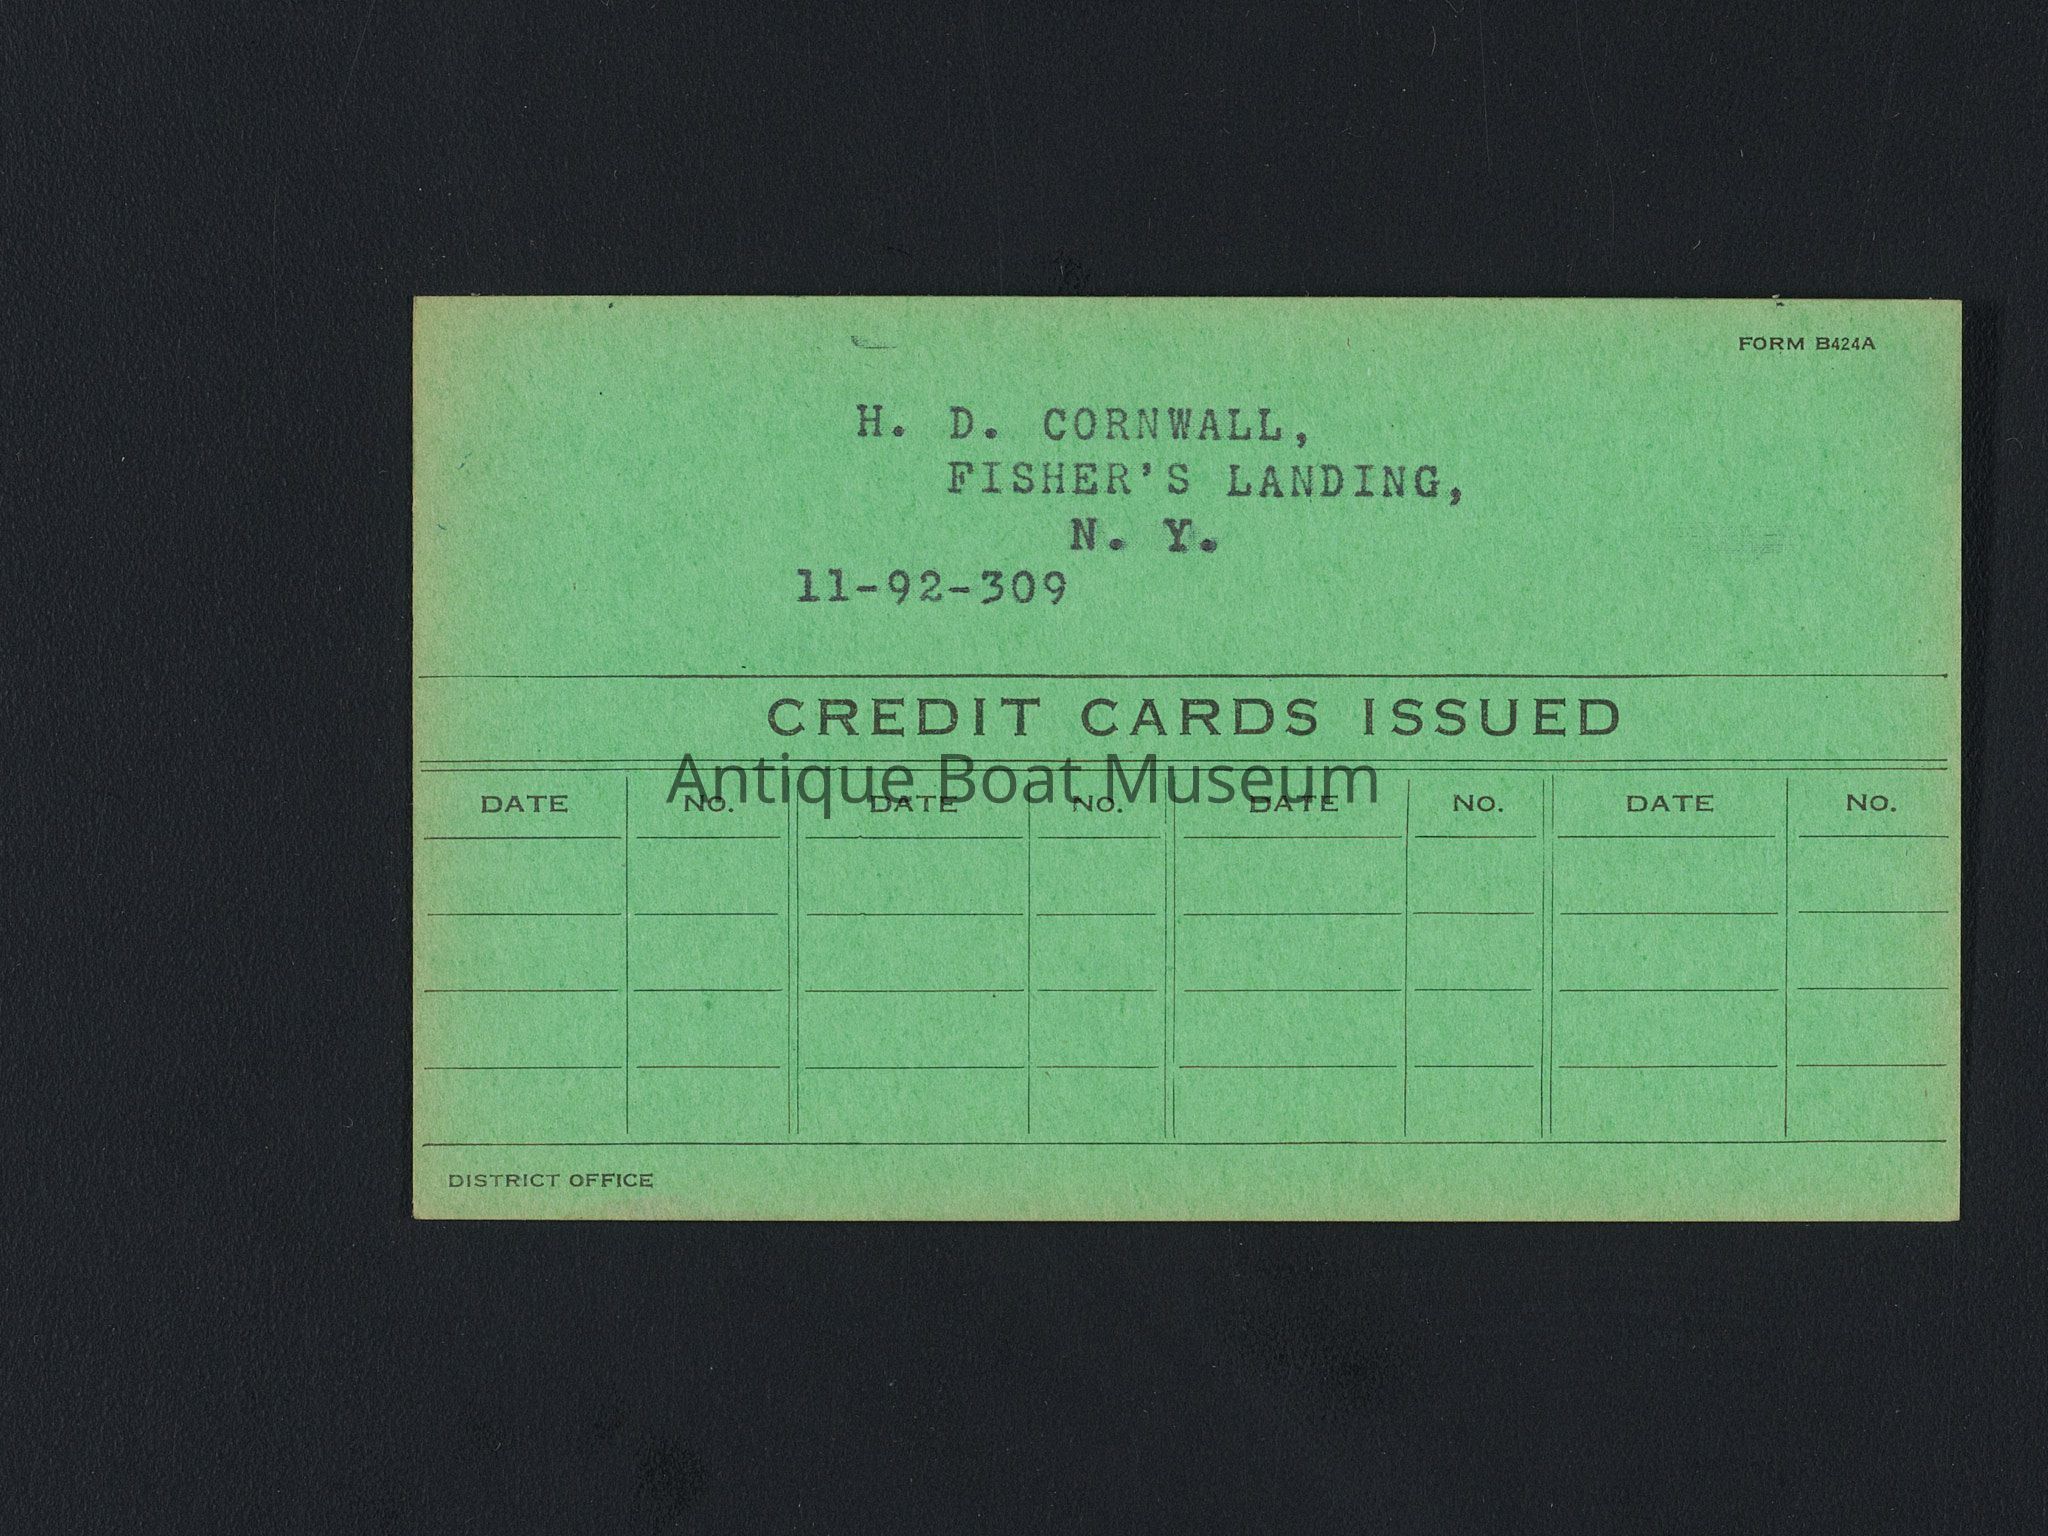 FORM B424A
H. D. CORNWALL,
FISHER'S LANDING,
N. Y.
11-92-309
CREDIT CARDS ISSUED
Antique Boat Museum
DATE NO. DATE NO. DATE NO. DATE NO.
DISTRICT OFFICE